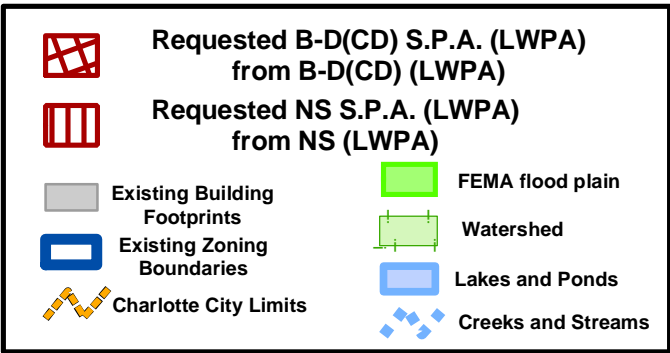 Requested B-D(CD) S.P.A. (LWPA)
from B-D(CD) (LWPA)
Requested NS S.P.A. (LWPA)
from NS (LWPA)
Existing Building
Footprints
Existing Zoning
Boundaries
Charlotte City Limits
FEMA flood plain
Watershed
Lakes and Ponds
Creeks and Streams